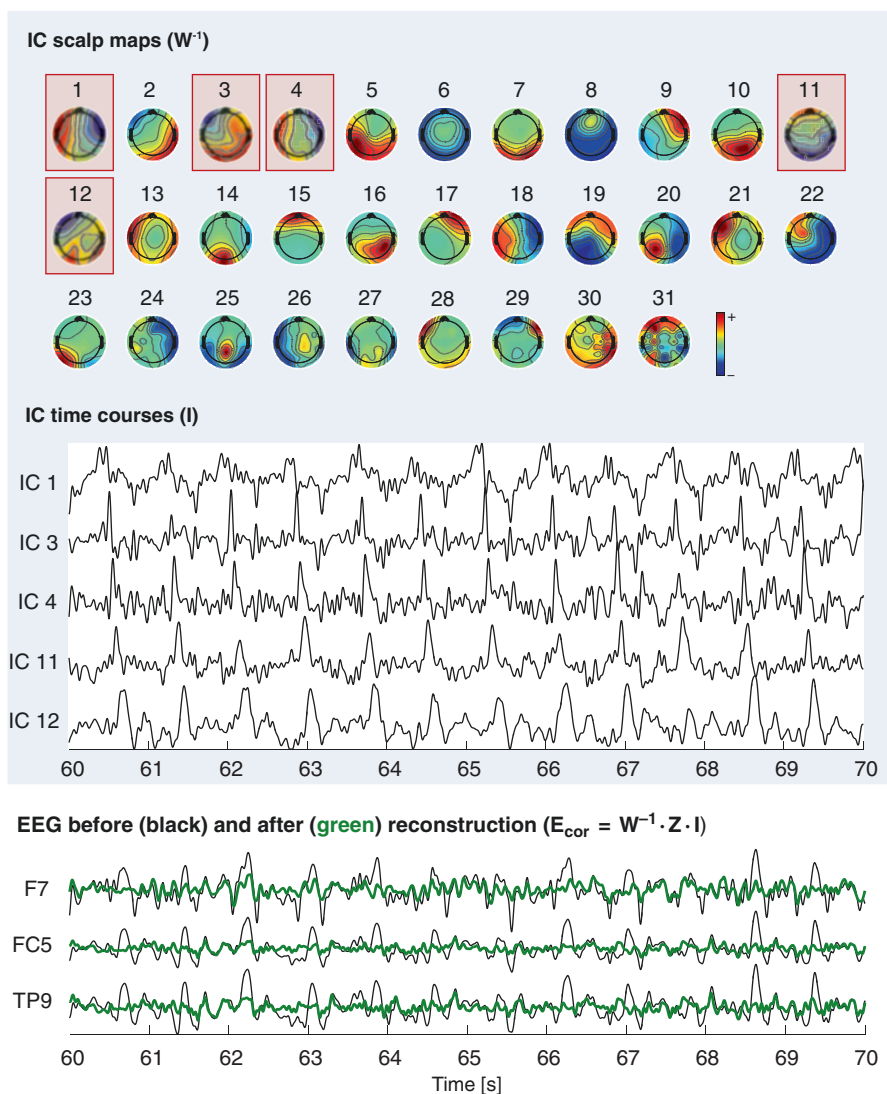 IC scalp maps (W⁻¹)
1 2 3 4 5 6 7 8 9 10 11
12 13 14 15 16 17 18 19 20 21 22
23 24 25 26 27 28 29 30 31
+
–
IC time courses (I)
IC 1
IC 3
IC 4
IC 11
IC 12
60 61 62 63 64 65 66 67 68 69 70
EEG before (black) and after (green) reconstruction (E_cor = W⁻¹·Z·I)
F7
FC5
TP9
60 61 62 63 64 65 66 67 68 69 70
Time [s]